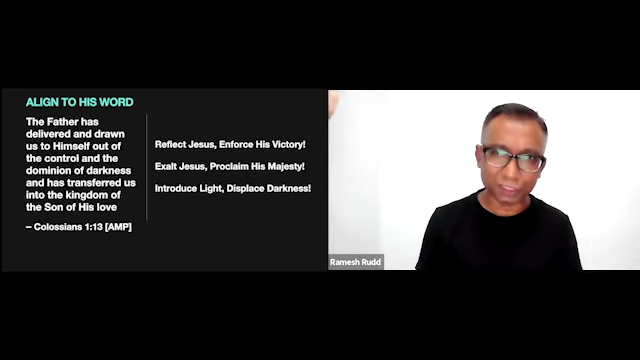 ALIGN TO HIS WORD
The Father has
delivered and drawn
us to Himself out of
the control and the
dominion of darkness
and has transferred us
into the kingdom of
the Son of His love
– Colossians 1:13 [AMP]
Reflect Jesus, Enforce His Victory!
Exalt Jesus, Proclaim His Majesty!
Introduce Light, Displace Darkness!
Ramesh Rudd